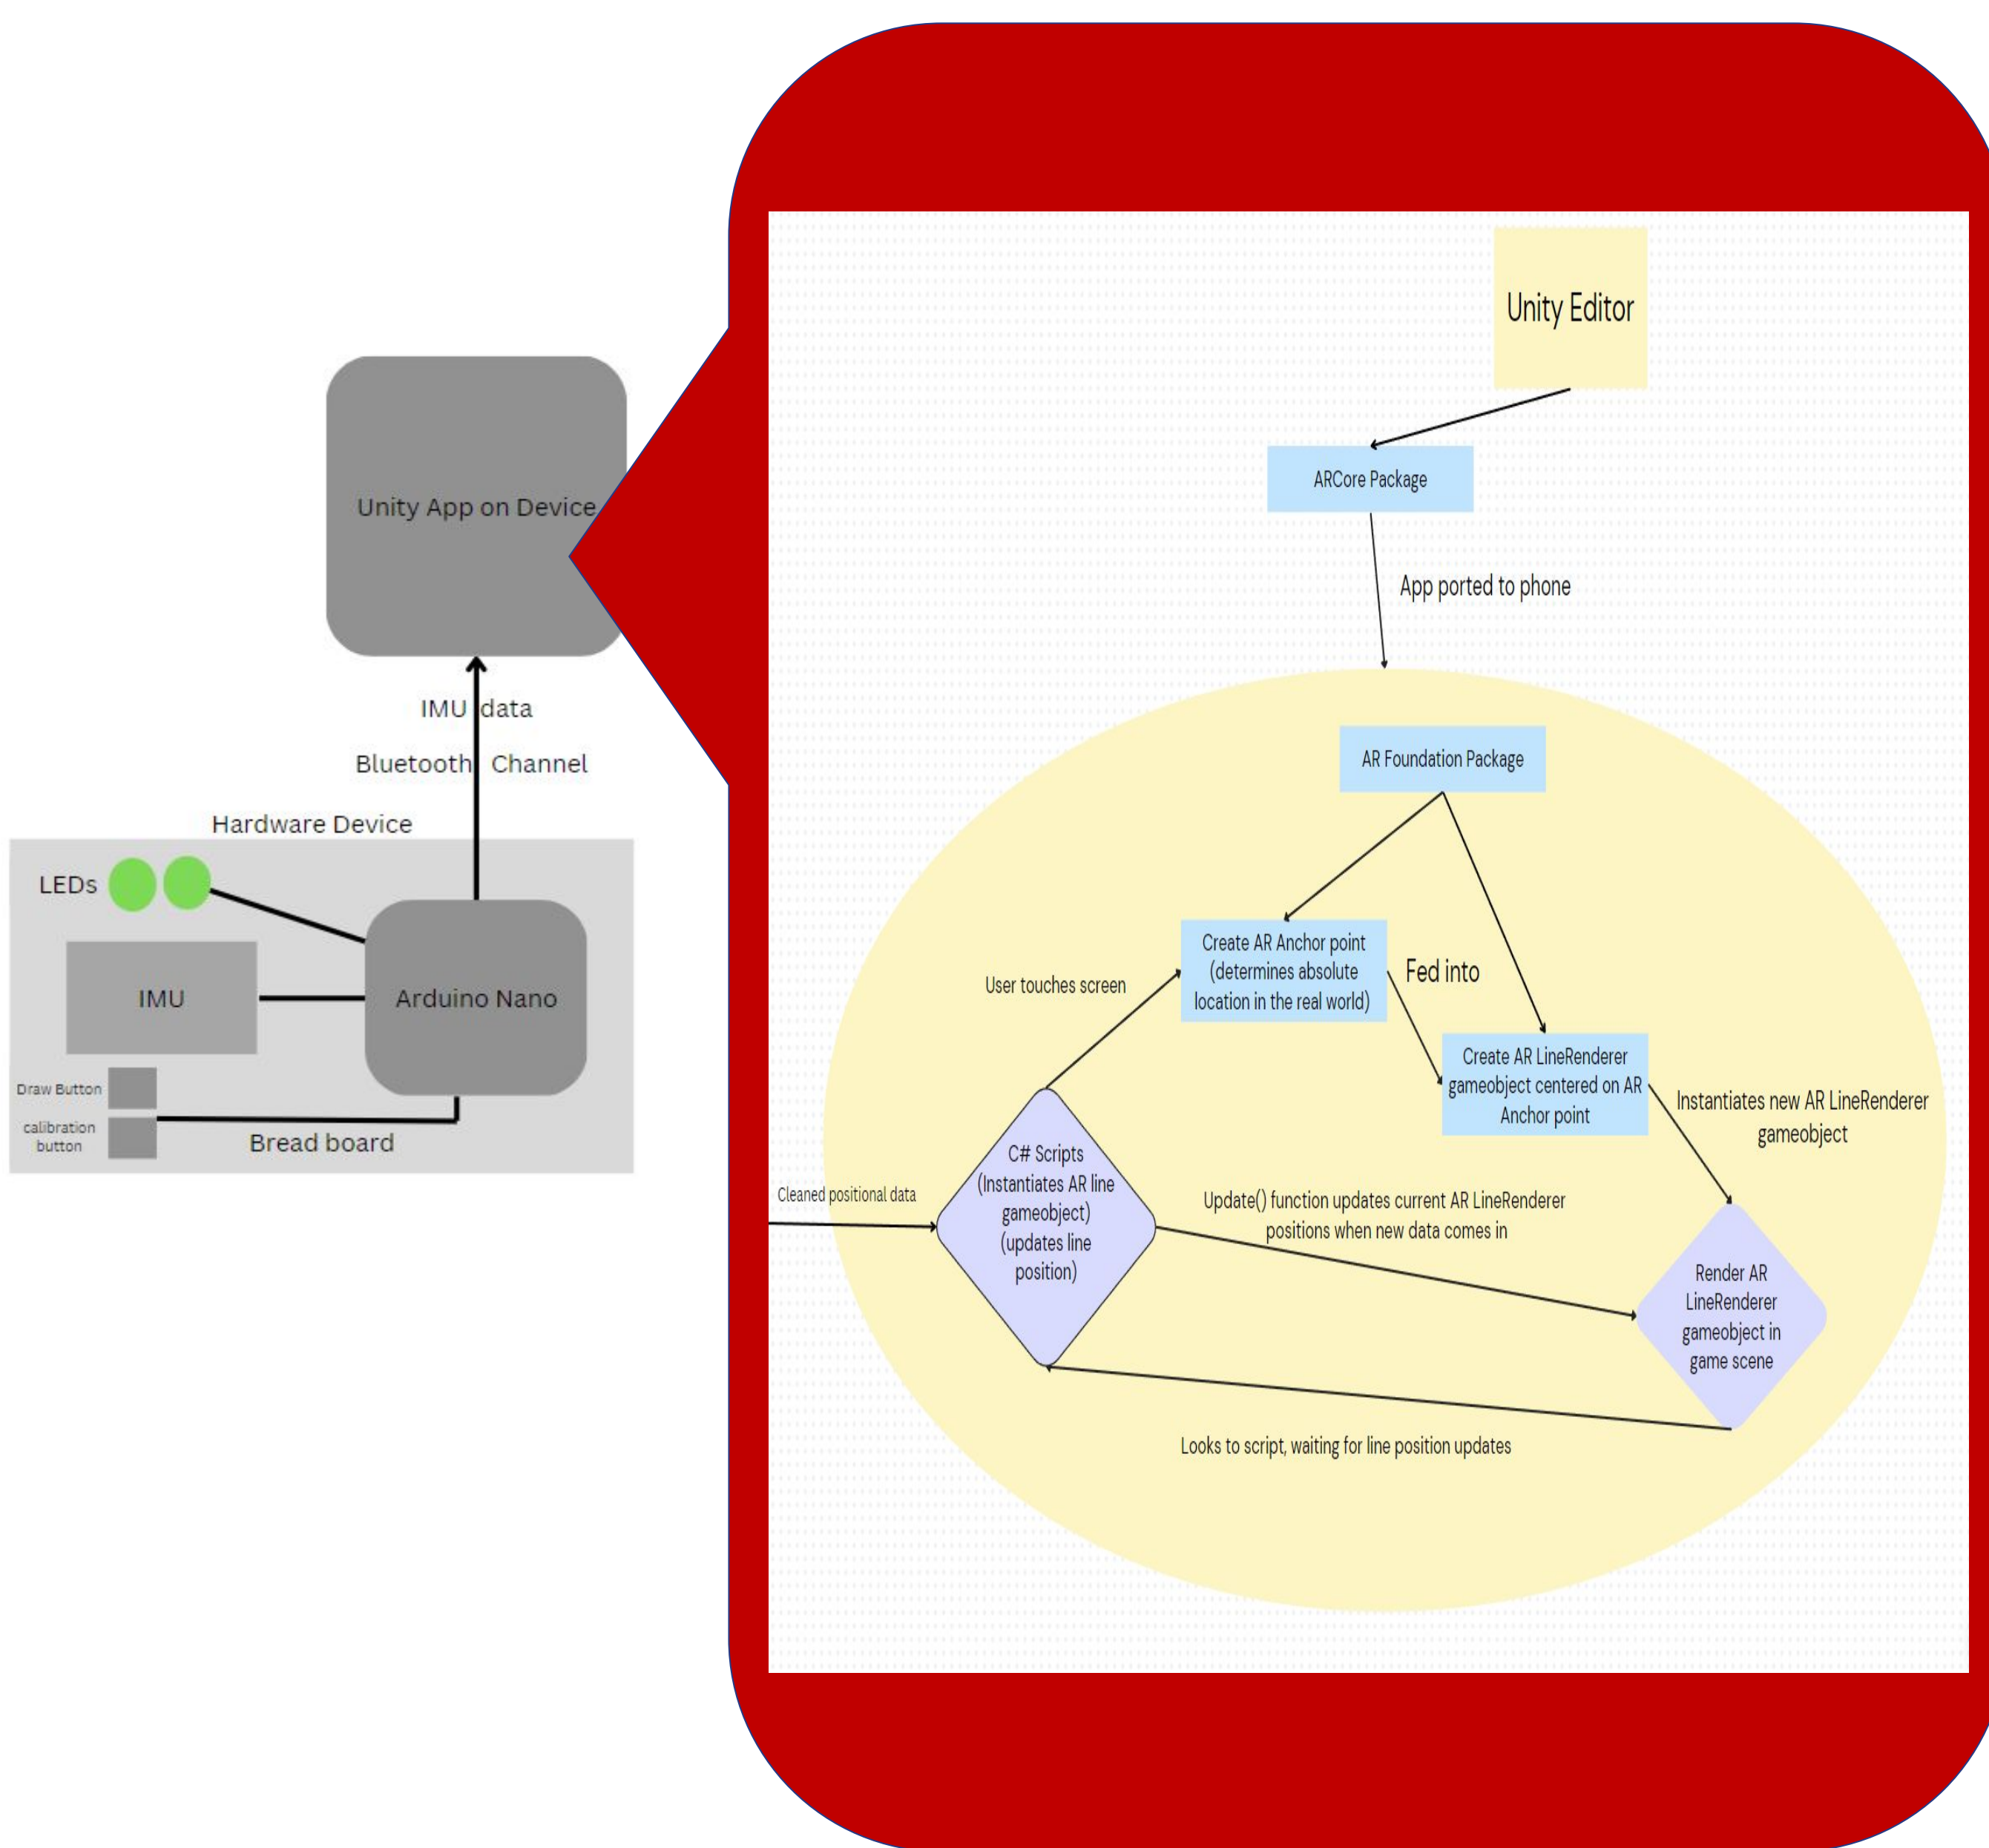 Unity App on Device
IMU data
Bluetooth Channel
Hardware Device
LEDs
IMU
Arduino Nano
Draw Button
calibration
button
Bread board
Unity Editor
ARCore Package
App ported to phone
AR Foundation Package
Create AR Anchor point
(determines absolute
location in the real world)
User touches screen
Fed into
Create AR LineRenderer
gameobject centered on AR
Anchor point
Instantiates new AR LineRenderer
gameobject
Cleaned positional data
C# Scripts
(Instantiates AR line
gameobject)
(updates line
position)
Update() function updates current AR LineRenderer
positions when new data comes in
Render AR
LineRenderer
gameobject in
game scene
Looks to script, waiting for line position updates